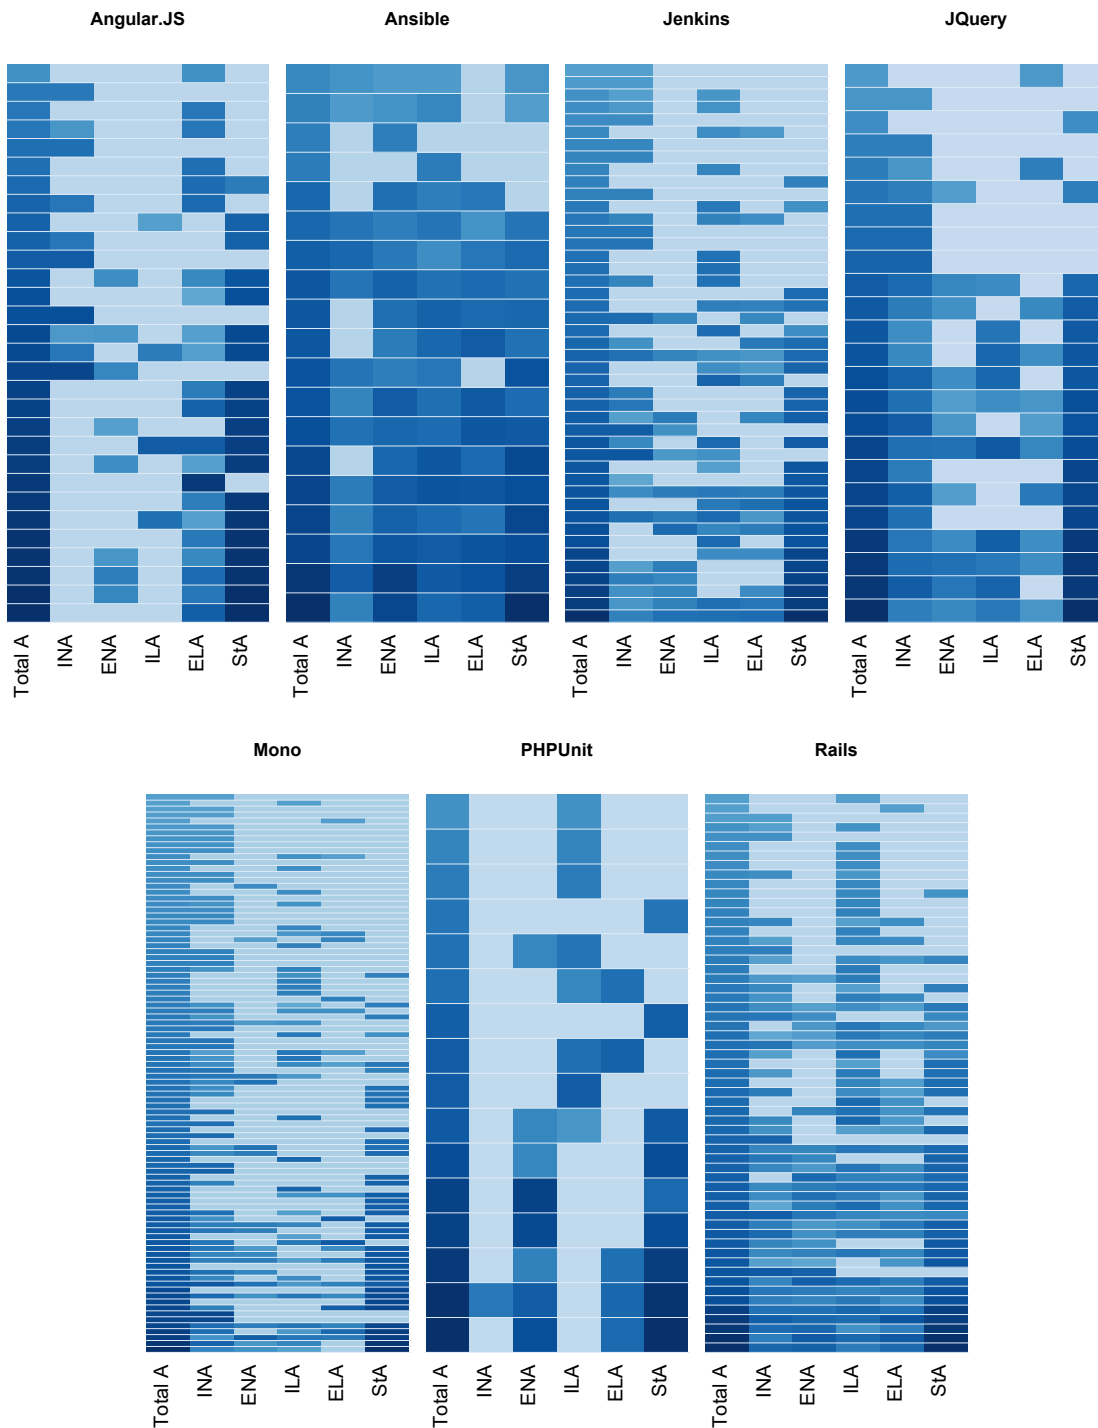 Angular.JS Ansible Jenkins JQuery
Total A INA ENA ILA ELA StA Total A INA ENA ILA ELA StA Total A INA ENA ILA ELA StA Total A INA ENA ILA ELA StA
Mono PHPUnit Rails
Total A INA ENA ILA ELA StA Total A INA ENA ILA ELA StA Total A INA ENA ILA ELA StA